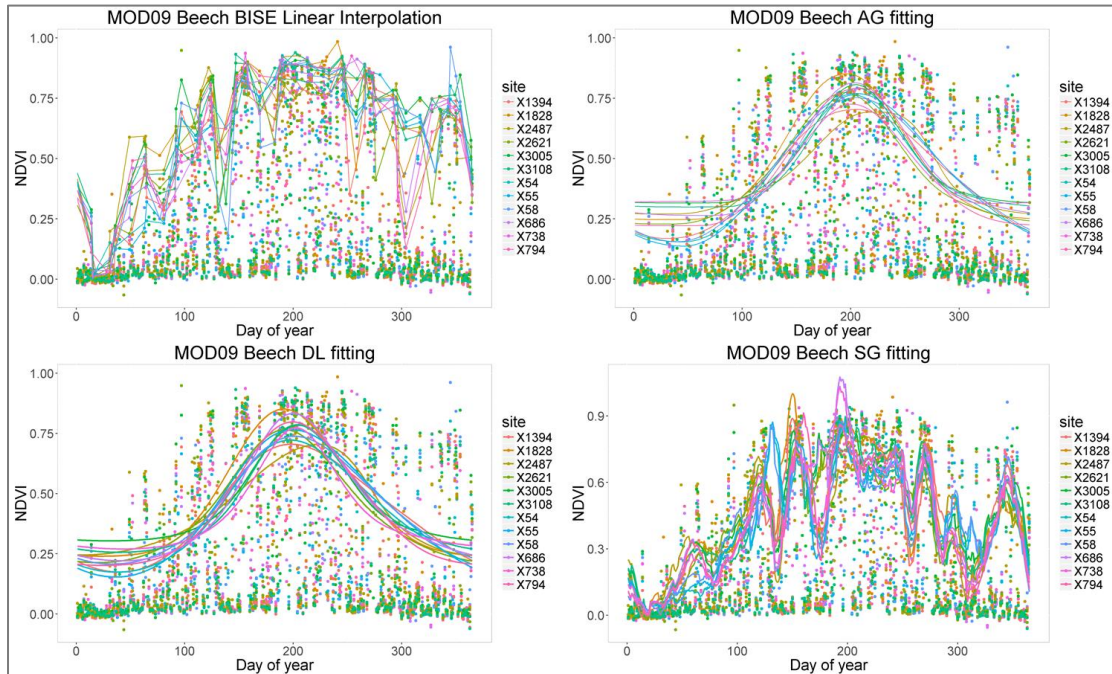 MOD09 Beech BISE Linear Interpolation
1.00
0.75
0.50
0.25
0.00
NDVI
0
100
200
300
Day of year
site
X1394
X1828
X2487
X2621
X3005
X3108
X54
X55
X58
X686
X738
X794
MOD09 Beech AG fitting
1.00
0.75
0.50
0.25
0.00
NDVI
0
100
200
300
Day of year
site
X1394
X1828
X2487
X2621
X3005
X3108
X54
X55
X58
X686
X738
X794
MOD09 Beech DL fitting
1.00
0.75
0.50
0.25
0.00
NDVI
0
100
200
300
Day of year
site
X1394
X1828
X2487
X2621
X3005
X3108
X54
X55
X58
X686
X738
X794
MOD09 Beech SG fitting
0.9
0.6
0.3
0.0
NDVI
0
100
200
300
Day of year
site
X1394
X1828
X2487
X2621
X3005
X3108
X54
X55
X58
X686
X738
X794